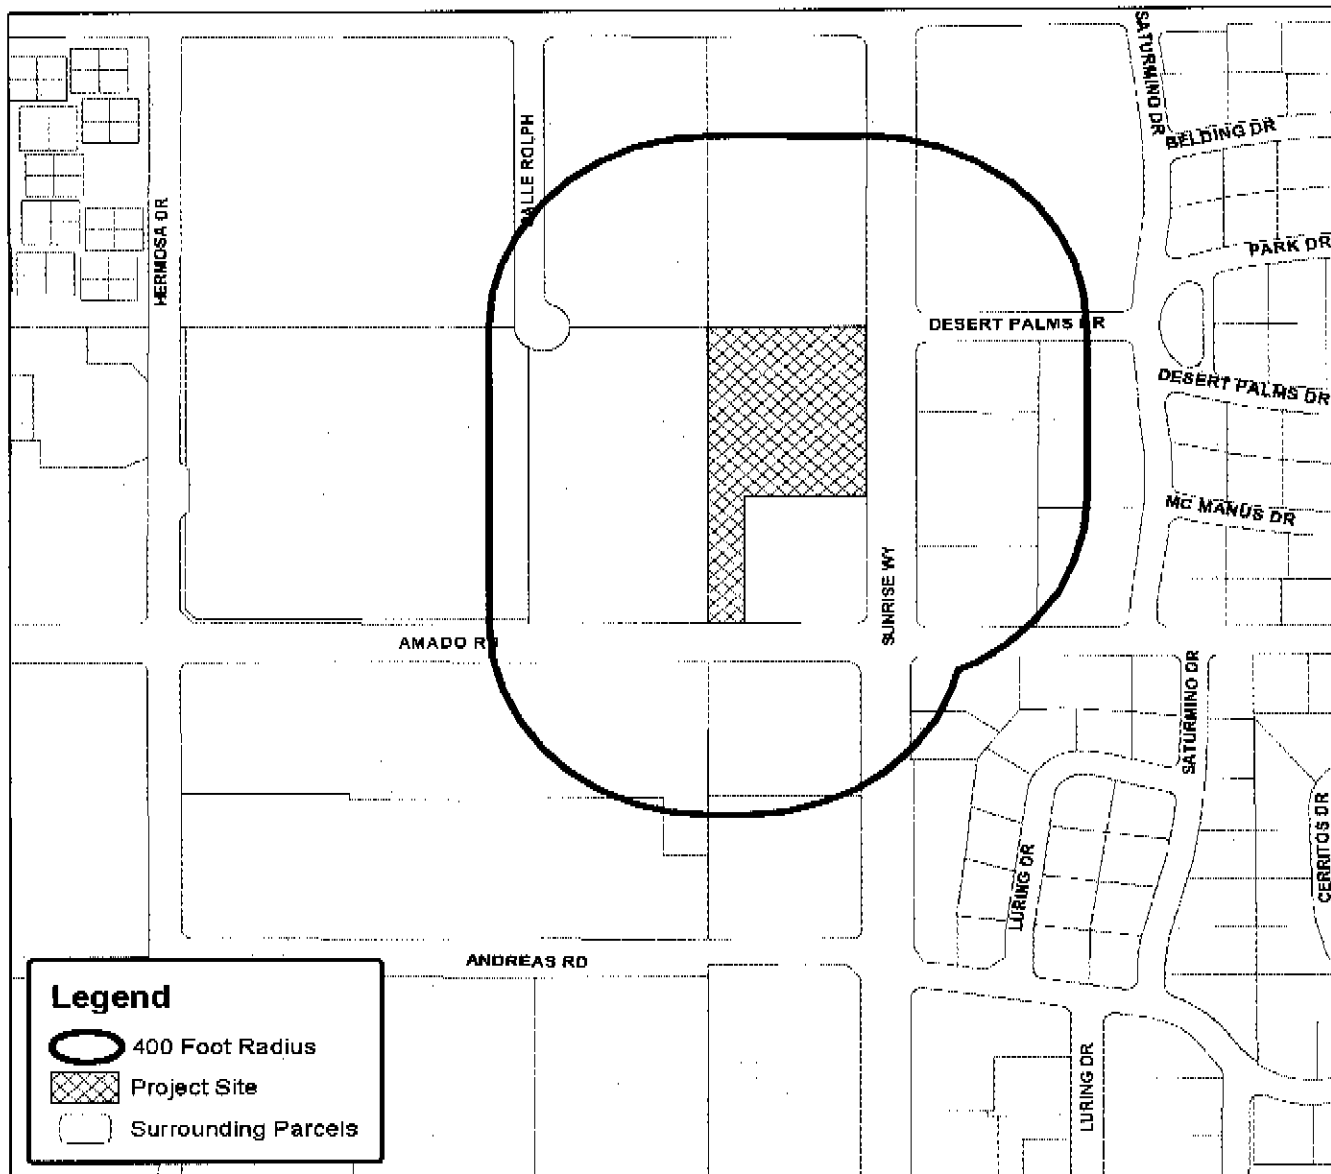 SATURMINO DR
BELDING DR
CALLE ROLPH
HERMOSA DR
PARK DR
DESERT PALMS DR
DESERT PALMS DR
MC MANUS DR
SUNRISE WY
AMADO RD
SATURMINO DR
CERRITOS DR
LURING DR
ANDREAS RD
LURING DR
Legend
400 Foot Radius
Project Site
Surrounding Parcels